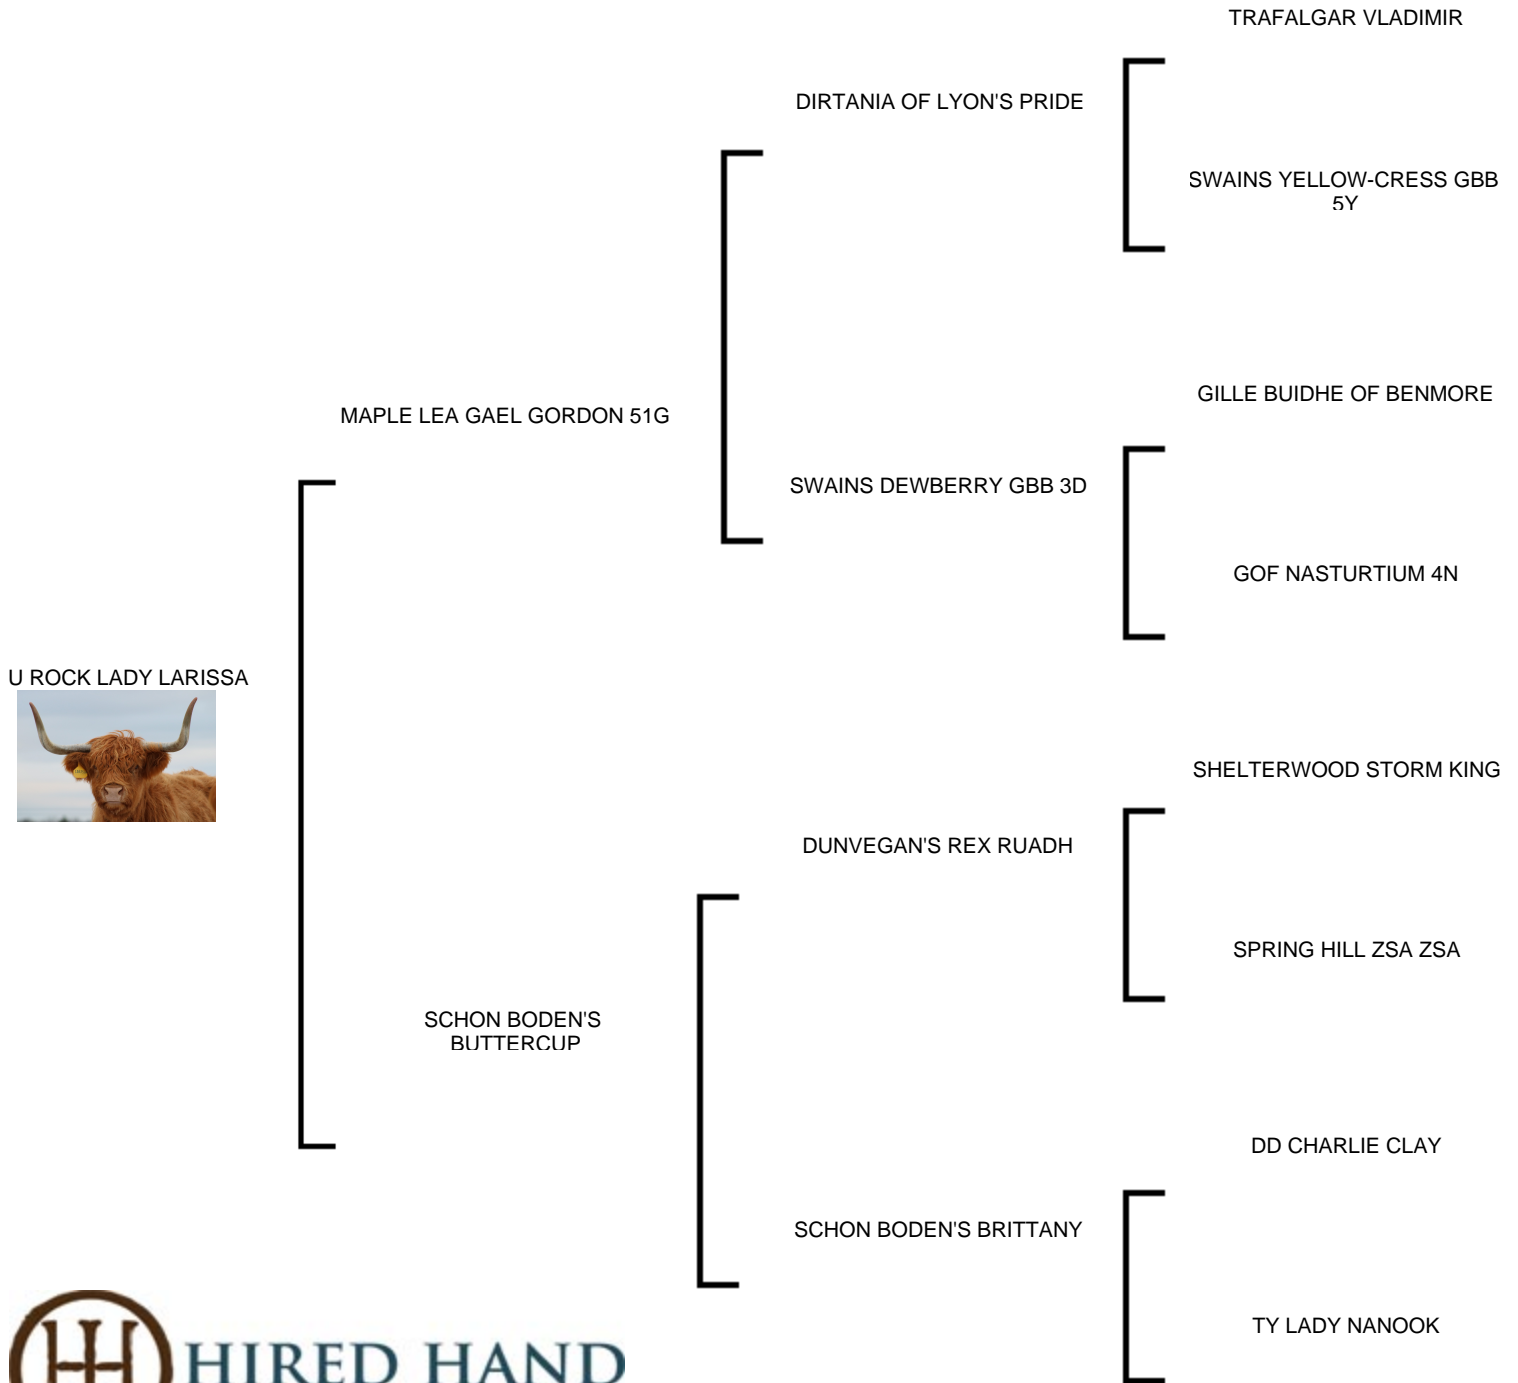 TRAFALGAR VLADIMIR
DIRTANIA OF LYON'S PRIDE
SWAINS YELLOW-CRESS GBB
5Y
GILLE BUIDHE OF BENMORE
MAPLE LEA GAEL GORDON 51G
SWAINS DEWBERRY GBB 3D
GOF NASTURTIUM 4N
U ROCK LADY LARISSA
SHELTERWOOD STORM KING
DUNVEGAN'S REX RUADH
SPRING HILL ZSA ZSA
SCHON BODEN'S
BUTTERCUP
DD CHARLIE CLAY
SCHON BODEN'S BRITTANY
TY LADY NANOOK
HIRED HAND